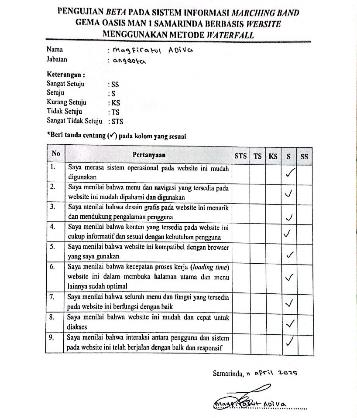 PENGUJIAN BETA PADA SISTEM INFORMASI MARCHING BAND
GEMA OASIS MAN 1 SAMARINDA BERBASIS WEBSITE
MENGGUNAKAN METODE WATERFALL
Nama : Magfiratul Adiva
Jabatan : anggota
Keterangan :
Sangat Setuju : SS
Setuju : S
Kurang Setuju : KS
Tidak Setuju : TS
Sangat Tidak Setuju : STS
*Beri tanda centang (✓) pada kolom yang sesuai
No Pertanyaan STS TS KS S SS
1. Saya merasa sistem operasional pada website ini mudah
digunakan ✓
2. Saya menilai bahwa menu dan navigasi yang tersedia pada
website ini mudah dipahami dan digunakan ✓
3. Saya menilai bahwa desain grafis pada website ini menarik
dan mendukung pengalaman pengguna ✓
4. Saya menilai bahwa konten yang tersedia pada website ini
cukup informatif dan sesuai dengan kebutuhan pengguna ✓
5. Saya menilai bahwa website ini kompatibel dengan browser
yang saya gunakan ✓
6. Saya menilai bahwa kecepatan proses kerja (loading time)
website ini dalam membuka halaman utama dan menu
lainnya sudah optimal ✓
7. Saya menilai bahwa seluruh menu dan fungsi yang tersedia
pada website ini berfungsi dengan baik ✓
8. Saya menilai bahwa website ini mudah dan cepat untuk
diakses ✓
9. Saya menilai bahwa interaksi antara pengguna dan sistem
pada website ini telah berjalan dengan baik dan responsif ✓
Samarinda, April 2025
Magfiratul Adiva